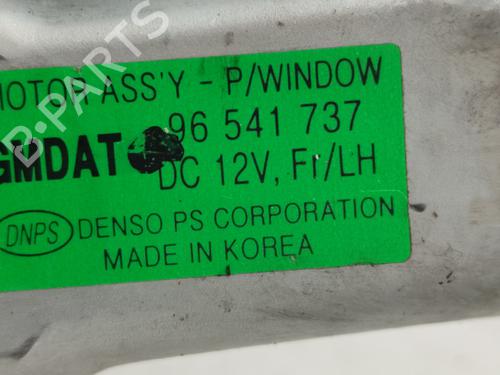 MOTOR ASS'Y - P/WINDOW
GMDAT 96 541 737
DC 12V, Fr/LH
DNPS DENSO PS CORPORATION
MADE IN KOREA
B-PARTS